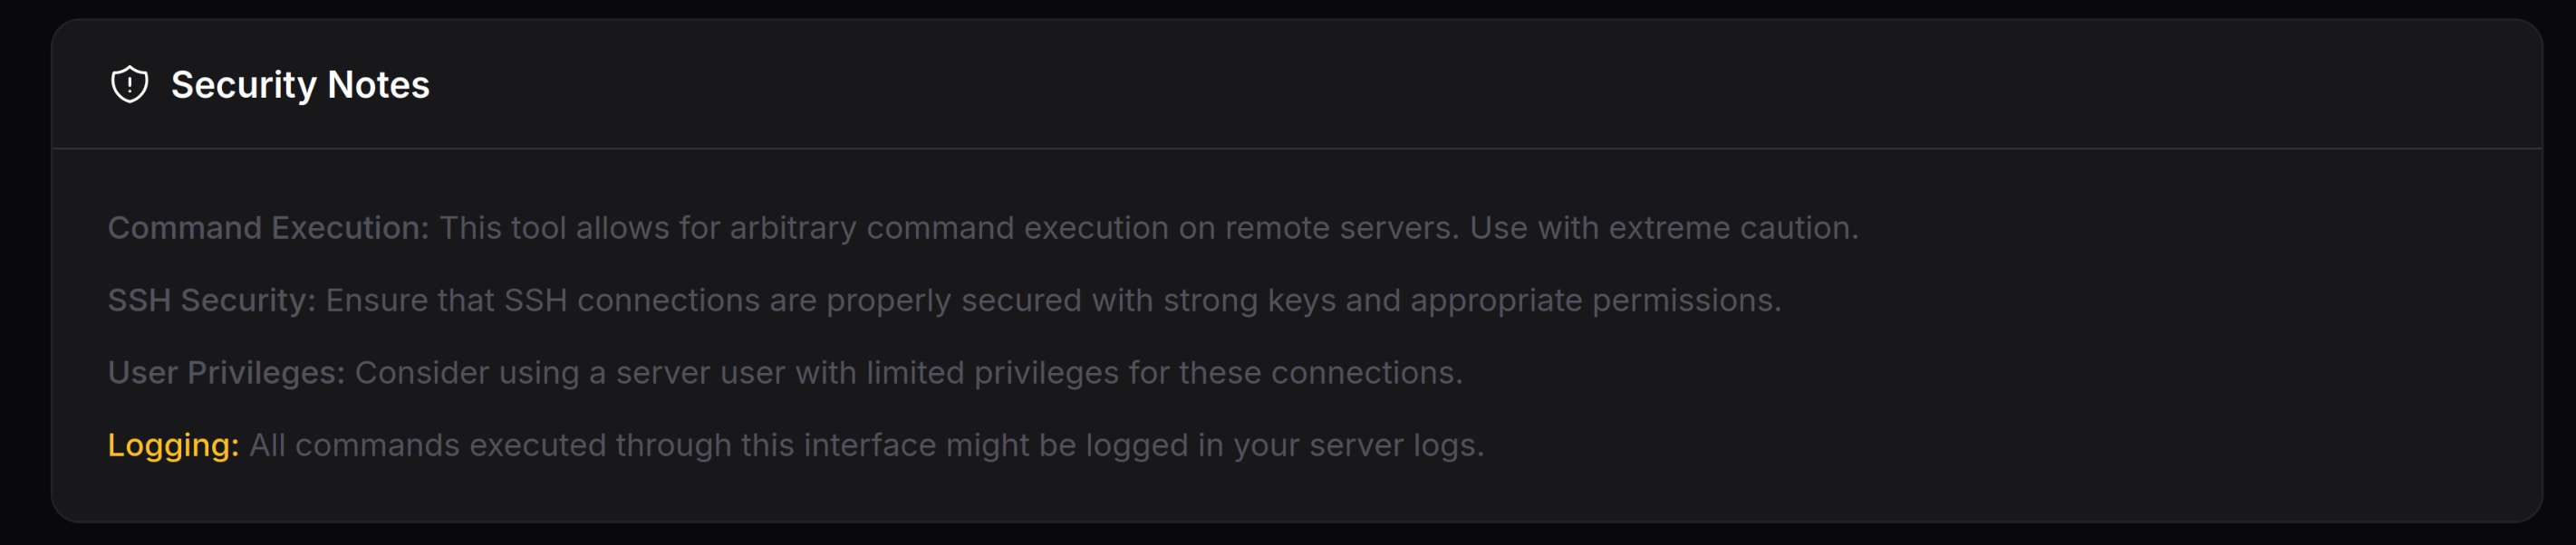 Security Notes
Command Execution: This tool allows for arbitrary command execution on remote servers. Use with extreme caution.
SSH Security: Ensure that SSH connections are properly secured with strong keys and appropriate permissions.
User Privileges: Consider using a server user with limited privileges for these connections.
Logging: All commands executed through this interface might be logged in your server logs.